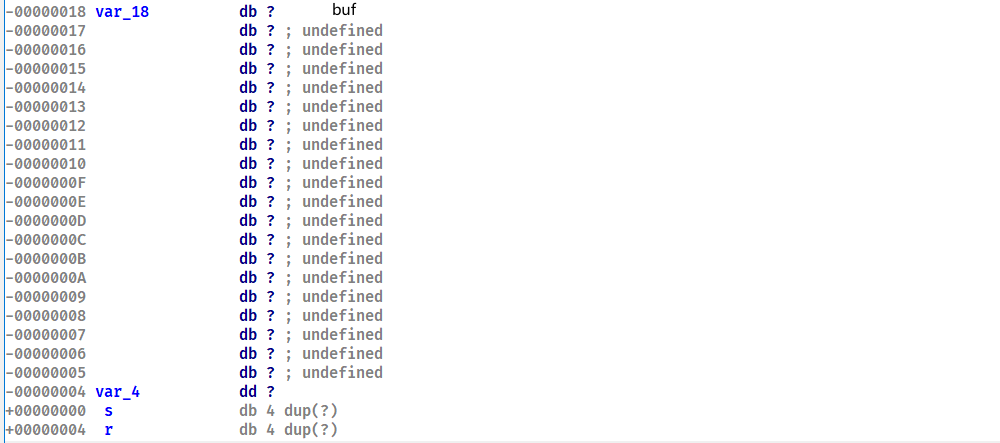 -00000018 var_18 db ? buf
-00000017 db ? ; undefined
-00000016 db ? ; undefined
-00000015 db ? ; undefined
-00000014 db ? ; undefined
-00000013 db ? ; undefined
-00000012 db ? ; undefined
-00000011 db ? ; undefined
-00000010 db ? ; undefined
-0000000F db ? ; undefined
-0000000E db ? ; undefined
-0000000D db ? ; undefined
-0000000C db ? ; undefined
-0000000B db ? ; undefined
-0000000A db ? ; undefined
-00000009 db ? ; undefined
-00000008 db ? ; undefined
-00000007 db ? ; undefined
-00000006 db ? ; undefined
-00000005 db ? ; undefined
-00000004 var_4 dd ?
+00000000 s db 4 dup(?)
+00000004 r db 4 dup(?)